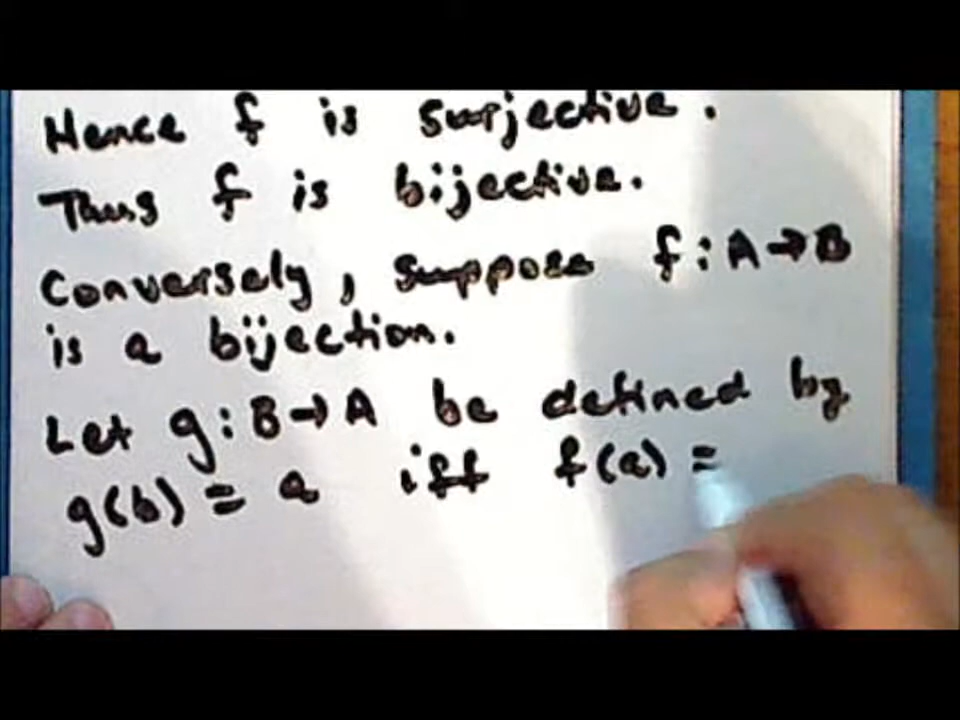 Hence f is surjective.
Thus f is bijective.
Conversely, suppose f : A → B
is a bijection.
Let g : B → A be defined by
g(b) = a iff f(a) =